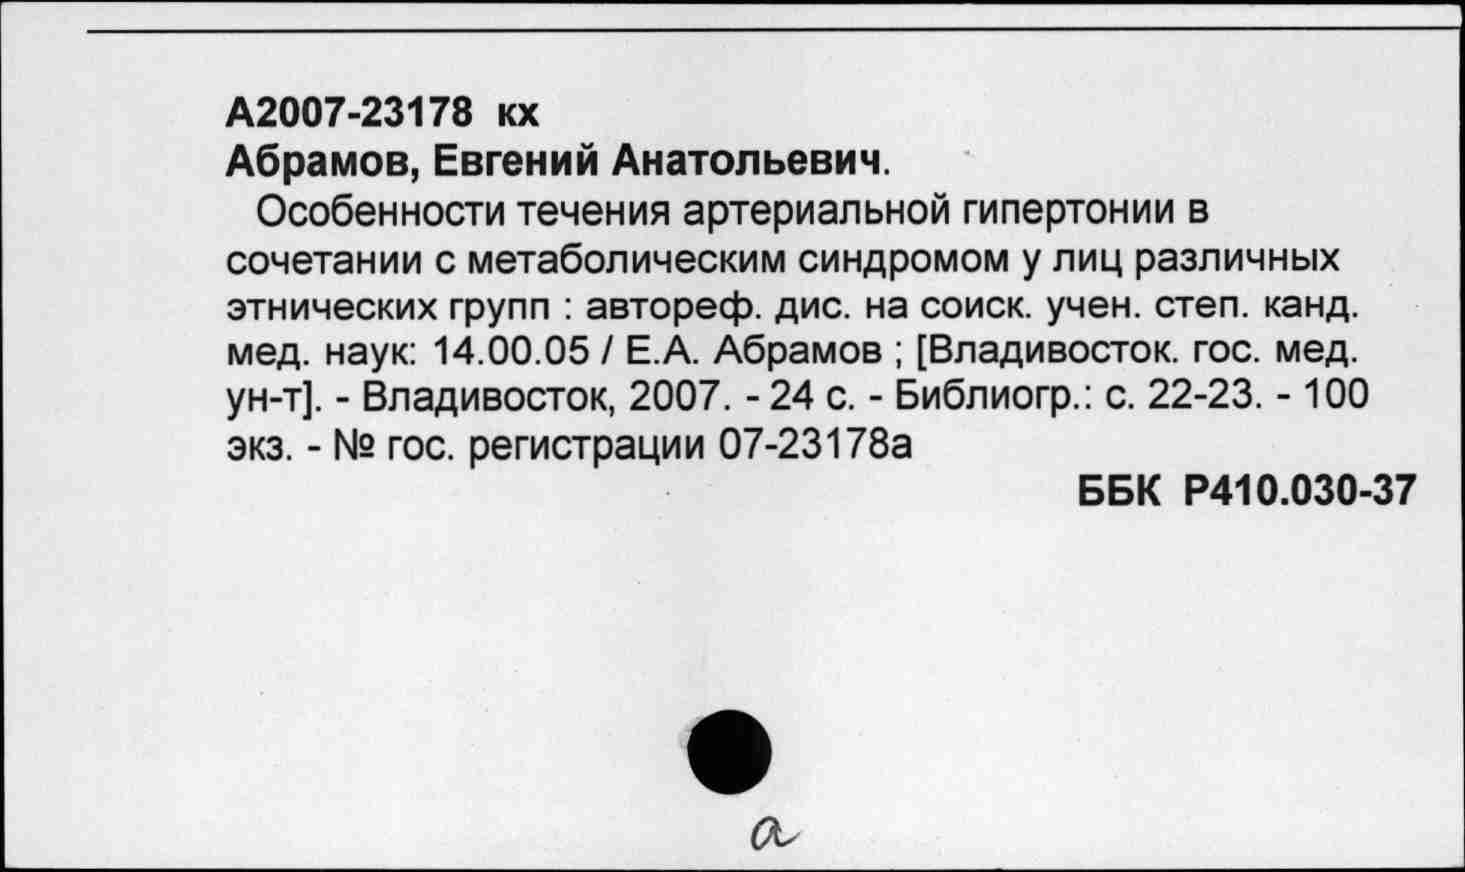 А2007-23178 кх
Абрамов, Евгений Анатольевич.
Особенности течения артериальной гипертонии в
сочетании с метаболическим синдромом у лиц различных
этнических групп : автореф. дис. на соиск. учен. степ. канд.
мед. наук: 14.00.05 / Е.А. Абрамов ; [Владивосток. гос. мед.
ун-т]. - Владивосток, 2007. - 24 с. - Библиогр.: с. 22-23. - 100
экз. - № гос. регистрации 07-23178а
ББК Р410.030-37
а